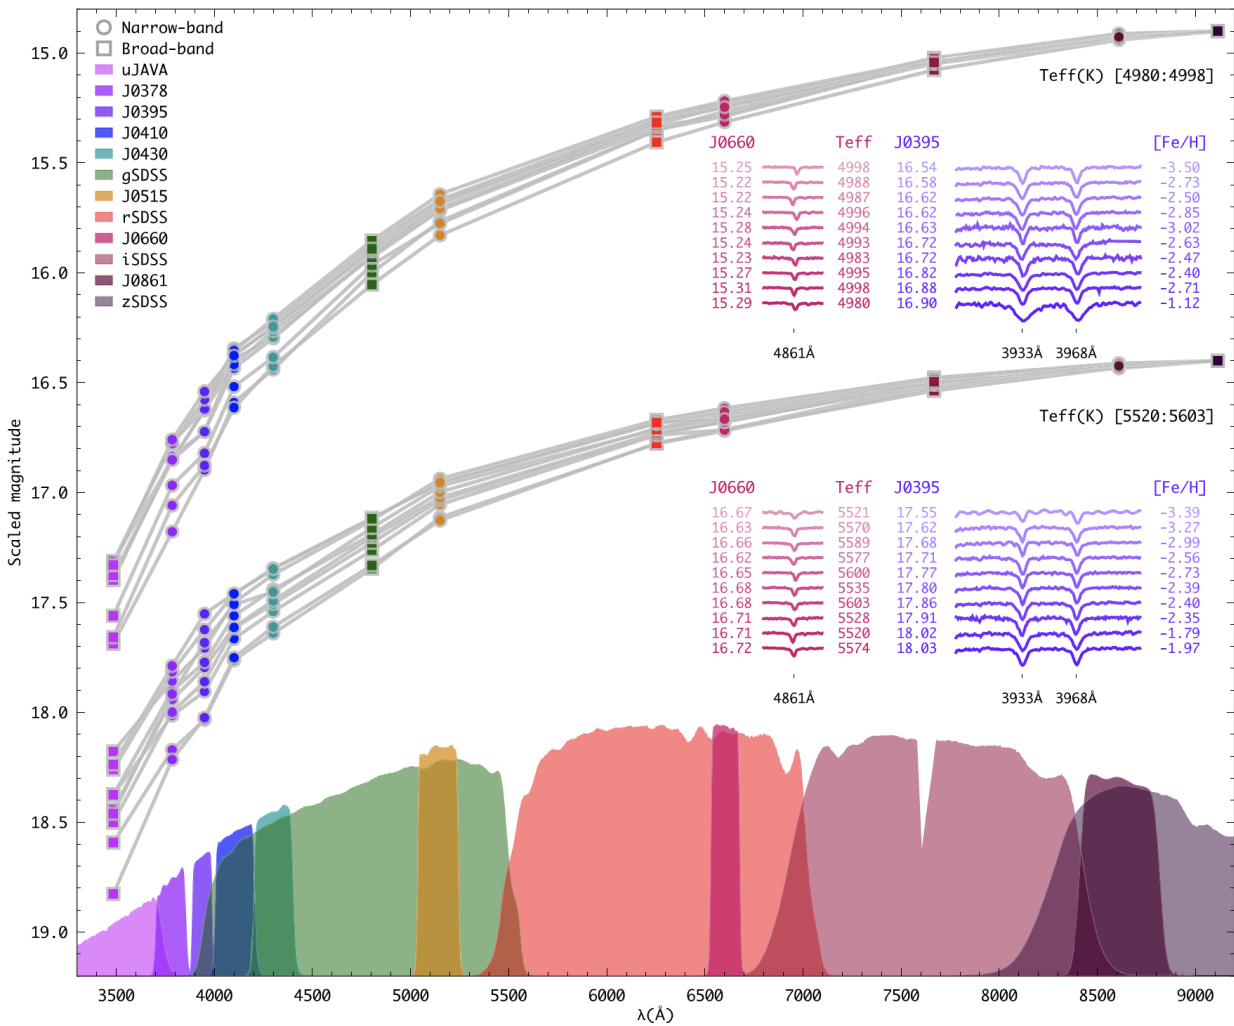 Narrow-band
Broad-band
uJAVA
J0378
J0395
J0410
J0430
gSDSS
J0515
rSDSS
J0660
iSDSS
J0861
zSDSS
Teff(K) [4980:4998]
J0660 Teff J0395 [Fe/H]
15.25 4998 16.54 -3.50
15.22 4988 16.58 -2.73
15.22 4987 16.62 -2.50
15.24 4996 16.62 -2.85
15.28 4994 16.63 -3.02
15.24 4993 16.72 -2.63
15.23 4983 16.72 -2.47
15.27 4995 16.82 -2.40
15.31 4998 16.88 -2.71
15.29 4980 16.90 -1.12
4861Å 3933Å 3968Å
Teff(K) [5520:5603]
J0660 Teff J0395 [Fe/H]
16.67 5521 17.55 -3.39
16.63 5570 17.62 -3.27
16.66 5589 17.68 -2.99
16.62 5577 17.71 -2.56
16.65 5600 17.77 -2.73
16.68 5535 17.80 -2.39
16.68 5603 17.86 -2.40
16.71 5528 17.91 -2.35
16.71 5520 18.02 -1.79
16.72 5574 18.03 -1.97
4861Å 3933Å 3968Å
Scaled magnitude
15.0
15.5
16.0
16.5
17.0
17.5
18.0
18.5
19.0
3500 4000 4500 5000 5500 6000 6500 7000 7500 8000 8500 9000
λ(Å)